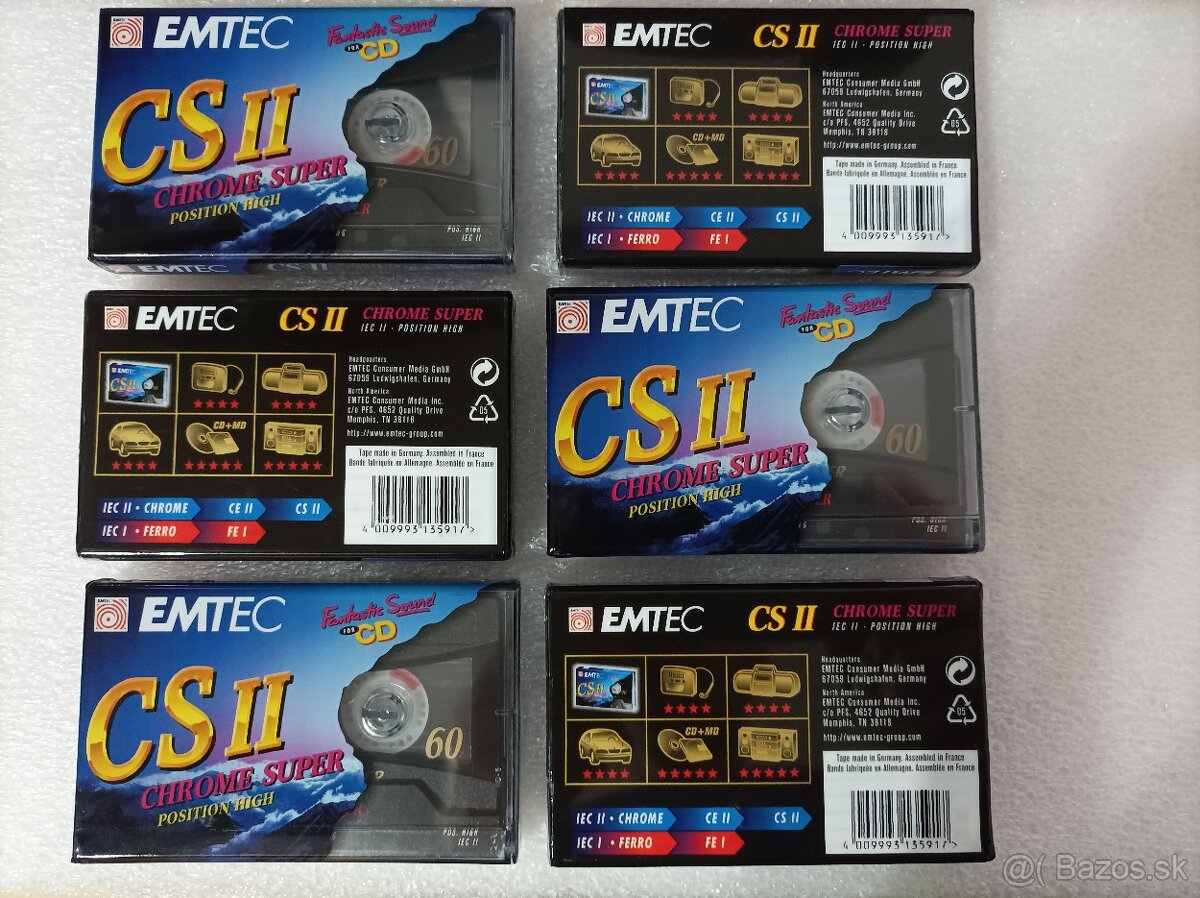 EMTEC
Fantastic Sound
FOR CD
CS II
60
CHROME SUPER
POSITION HIGH
POS. HIGH
IEC II
EMTEC CS II
EMTEC CS II CHROME SUPER
IEC II · POSITION HIGH
EMTEC
CS II
CD+MD
★★★★ ★★★★
★★★★ ★★★★★ ★★★★★
Headquarters
EMTEC Consumer Media GmbH
67059 Ludwigshafen, Germany
North America
EMTEC Consumer Media Inc.
c/o PFS, 4652 Quality Drive
Memphis, TN 38118
http://www.emtec-group.com
05
Tape made in Germany. Assembled in France
Bande fabriquée en Allemagne. Assemblée en France
4 009993 135917
IEC II · CHROME CE II CS II
IEC I · FERRO FE I
EMTEC CS II CHROME SUPER
IEC II · POSITION HIGH
EMTEC
CS II
CD+MD
★★★★ ★★★★
★★★★ ★★★★★ ★★★★★
Headquarters
EMTEC Consumer Media GmbH
67059 Ludwigshafen, Germany
North America
EMTEC Consumer Media Inc.
c/o PFS, 4652 Quality Drive
Memphis, TN 38118
http://www.emtec-group.com
05
Tape made in Germany. Assembled in France
Bande fabriquée en Allemagne. Assemblée en France
4 009993 135917
IEC II · CHROME CE II CS II
IEC I · FERRO FE I
EMTEC
Fantastic Sound
FOR CD
CS II
60
CHROME SUPER
POSITION HIGH
POS. HIGH
IEC II
EMTEC
Fantastic Sound
FOR CD
CS II
60
CHROME SUPER
POSITION HIGH
POS. HIGH
IEC II
EMTEC CS II CHROME SUPER
IEC II · POSITION HIGH
EMTEC
CS II
CD+MD
★★★★ ★★★★
★★★★ ★★★★★ ★★★★★
Headquarters
EMTEC Consumer Media GmbH
67059 Ludwigshafen, Germany
North America
EMTEC Consumer Media Inc.
c/o PFS, 4652 Quality Drive
Memphis, TN 38118
http://www.emtec-group.com
05
Tape made in Germany. Assembled in France
Bande fabriquée en Allemagne. Assemblée en France
4 009993 135917
IEC II · CHROME CE II CS II
IEC I · FERRO FE I
@( Bazos.sk